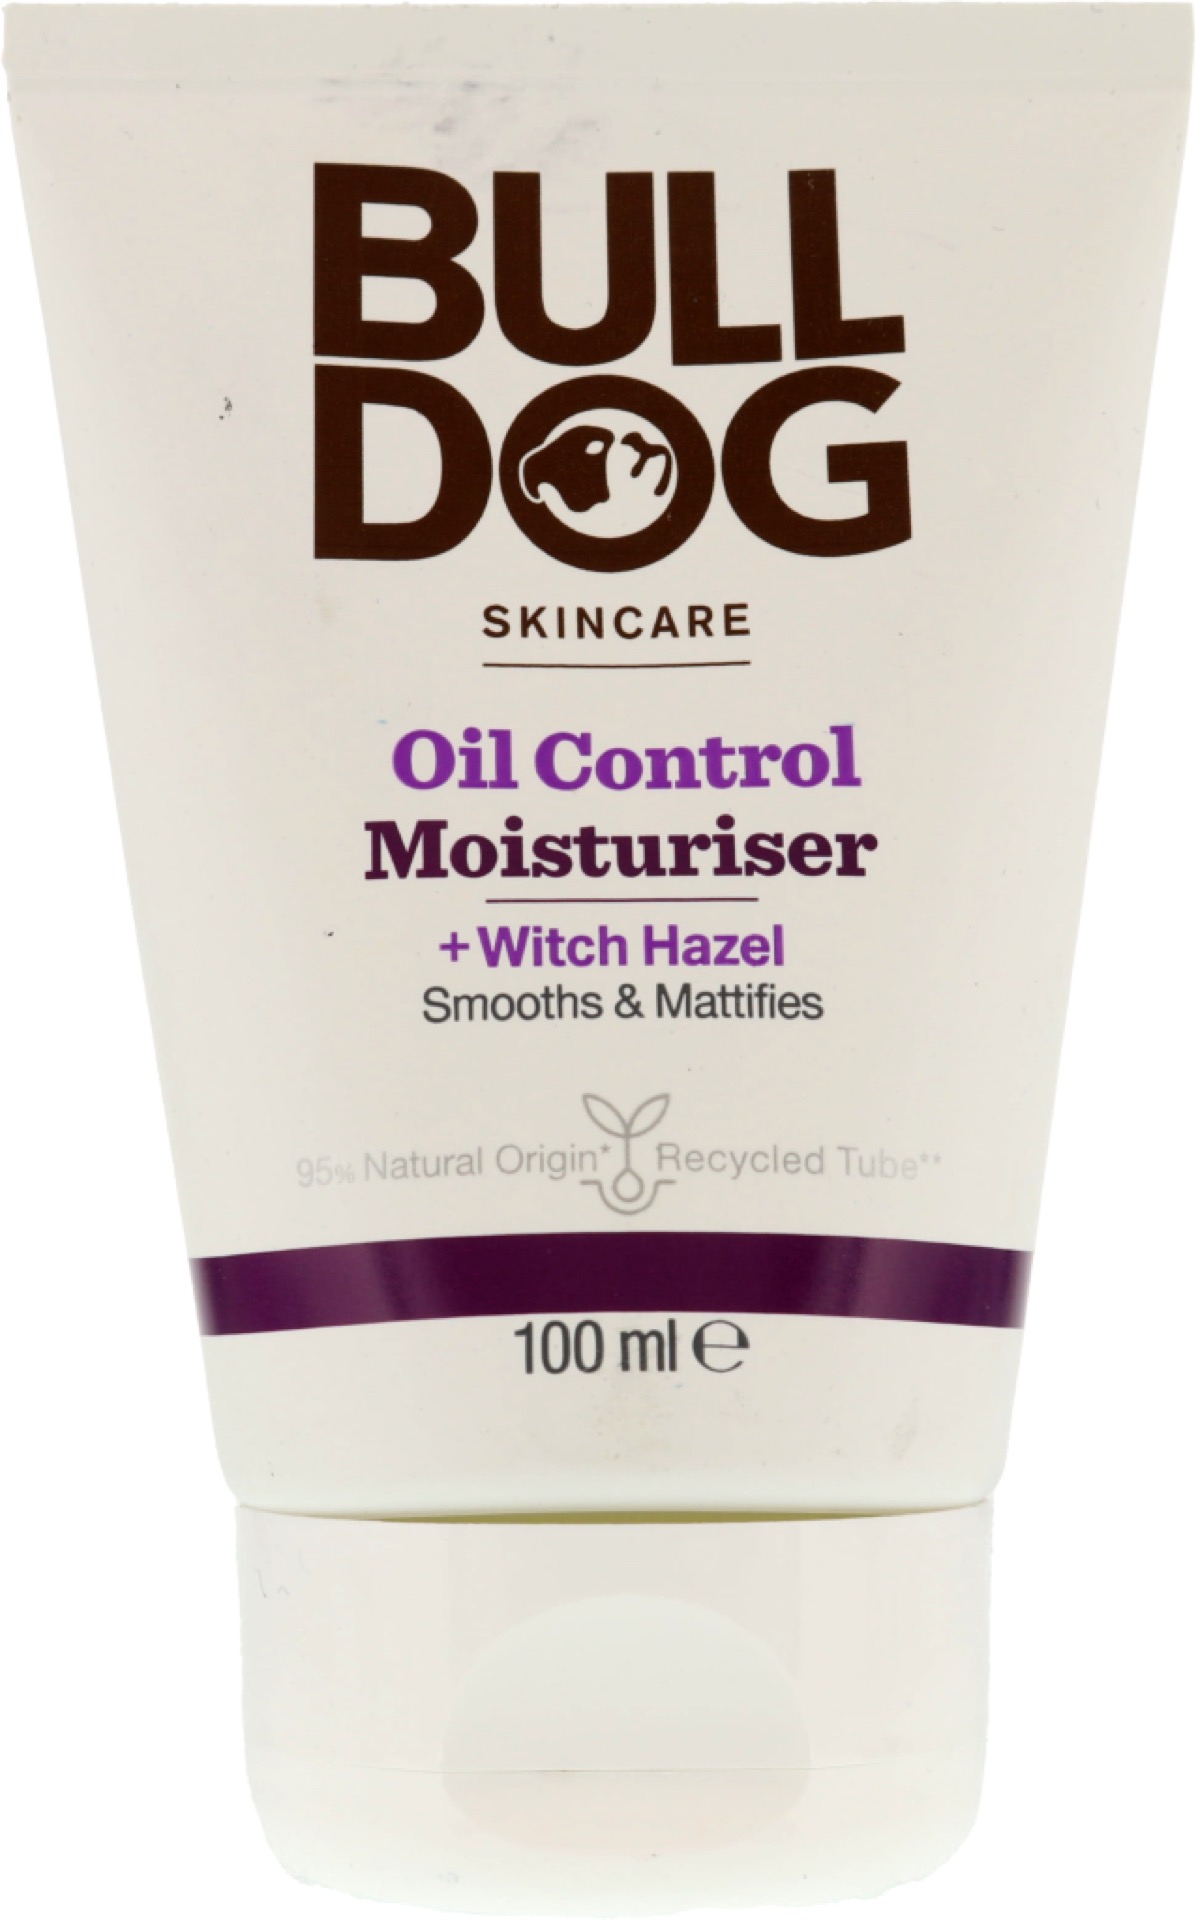 BULL
DOG
SKINCARE
Oil Control
Moisturiser
+ Witch Hazel
Smooths & Mattifies
95% Natural Origin* Recycled Tube**
100 ml ℮